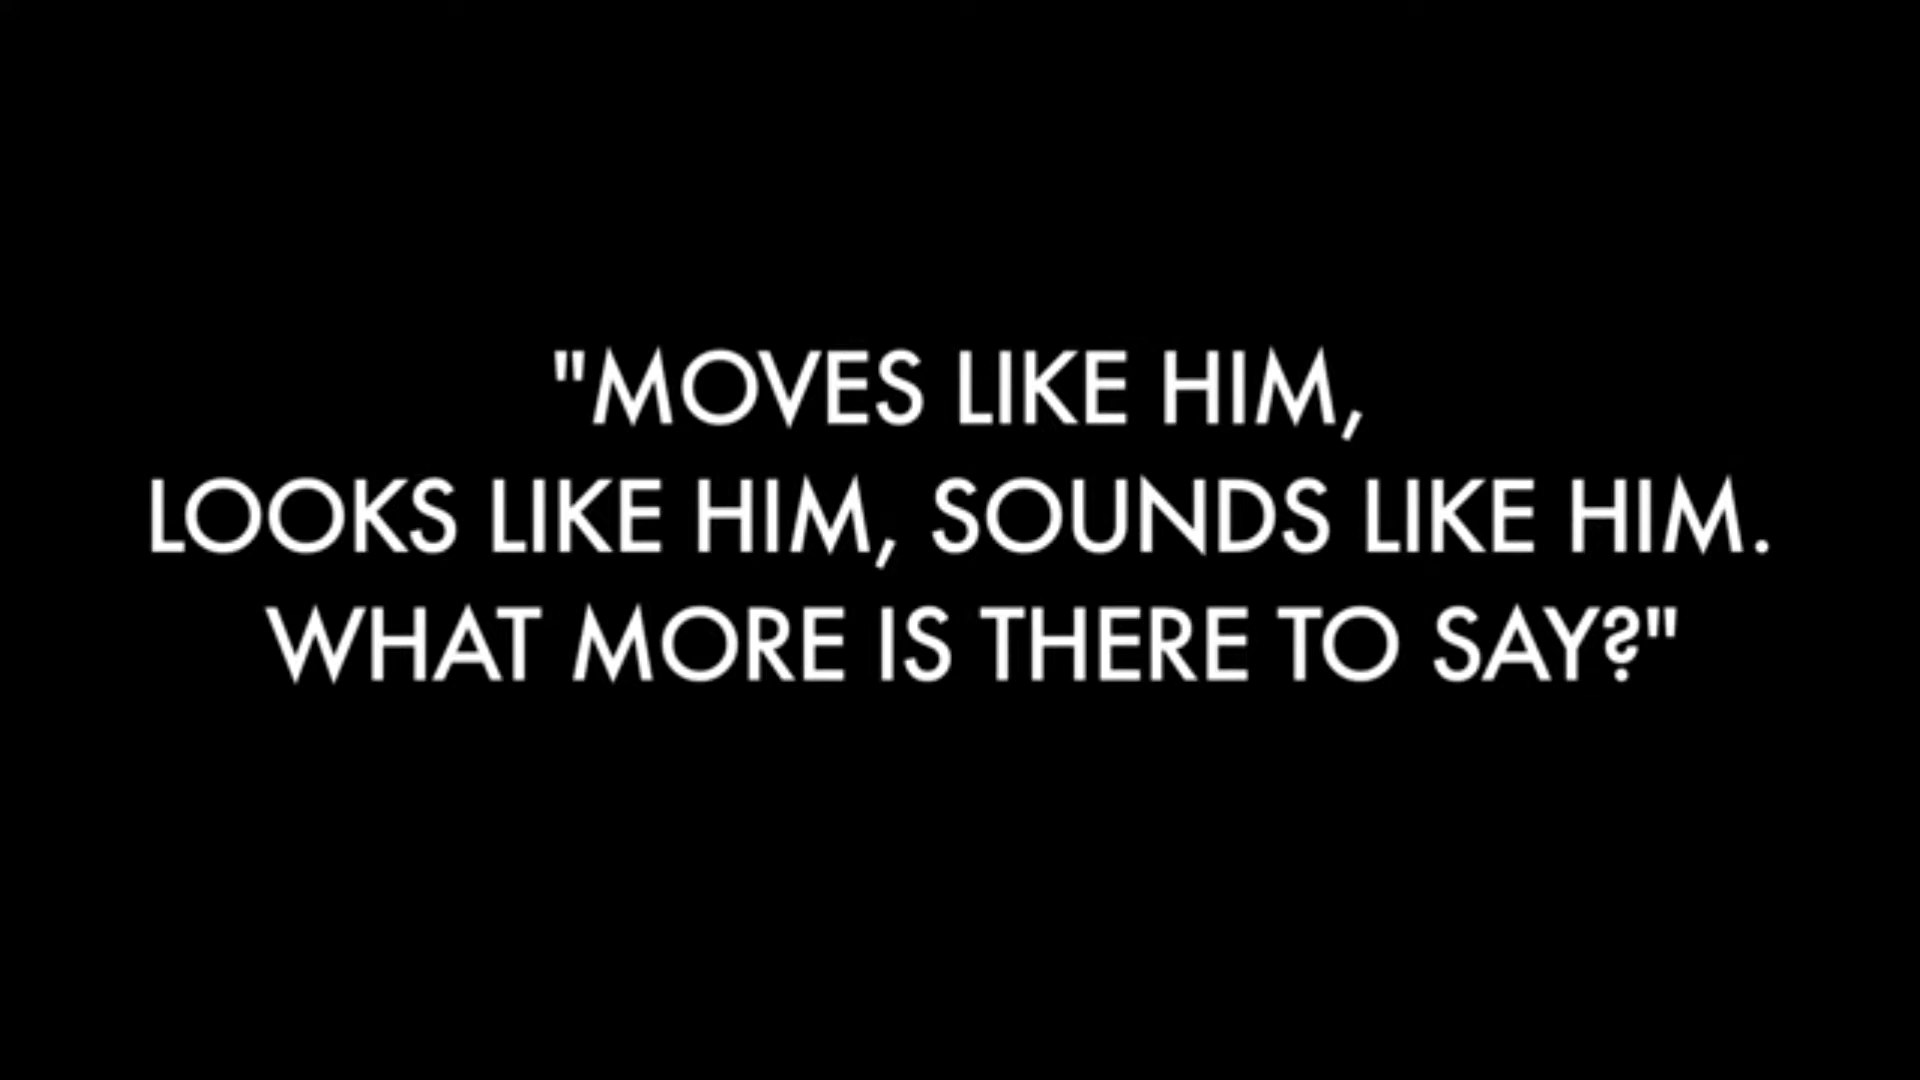 "MOVES LIKE HIM,
LOOKS LIKE HIM, SOUNDS LIKE HIM.
WHAT MORE IS THERE TO SAY?"